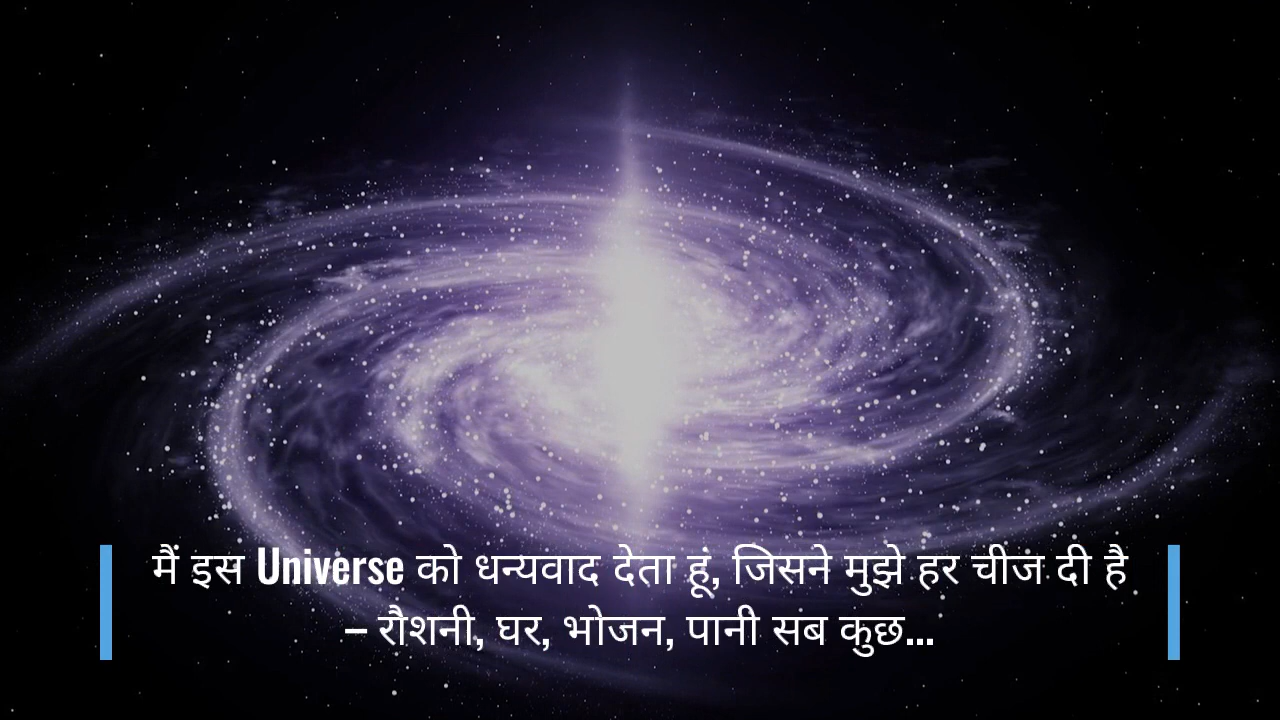 मैं इस Universe को धन्यवाद देता हूं, जिसने मुझे हर चीज दी है
– रौशनी, घर, भोजन, पानी सब कुछ...